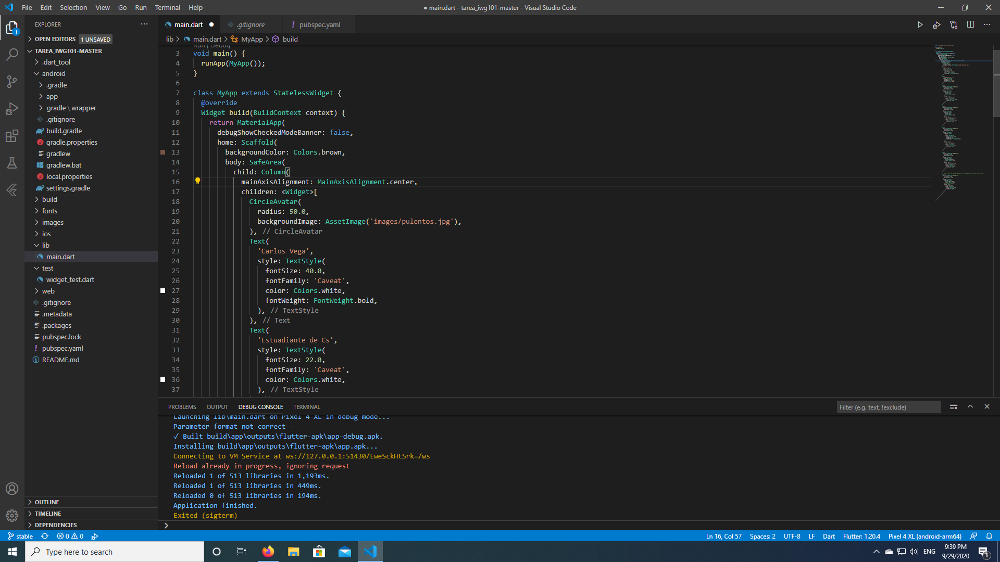 File Edit Selection View Go Run Terminal Help
● main.dart - tarea_iwg101-master - Visual Studio Code
EXPLORER
OPEN EDITORS 1 UNSAVED
TAREA_IWG101-MASTER
.dart_tool
android
.gradle
app
gradle \ wrapper
.gitignore
build.gradle
gradle.properties
gradlew
gradlew.bat
local.properties
settings.gradle
build
fonts
images
ios
lib
main.dart
test
widget_test.dart
web
.gitignore
.metadata
.packages
pubspec.lock
pubspec.yaml
README.md
OUTLINE
TIMELINE
DEPENDENCIES
main.dart .gitignore pubspec.yaml
lib > main.dart > MyApp > build
Run | Debug
3 void main() {
4 runApp(MyApp());
5 }
6
7 class MyApp extends StatelessWidget {
8 @override
9 Widget build(BuildContext context) {
10 return MaterialApp(
11 debugShowCheckedModeBanner: false,
12 home: Scaffold(
13 backgroundColor: Colors.brown,
14 body: SafeArea(
15 child: Column(
16 mainAxisAlignment: MainAxisAlignment.center,
17 children: <Widget>[
18 CircleAvatar(
19 radius: 50.0,
20 backgroundImage: AssetImage('images/pulentos.jpg'),
21 ), // CircleAvatar
22 Text(
23 'Carlos Vega',
24 style: TextStyle(
25 fontSize: 40.0,
26 fontFamily: 'Caveat',
27 color: Colors.white,
28 fontWeight: FontWeight.bold,
29 ), // TextStyle
30 ), // Text
31 Text(
32 'Estuadiante de Cs',
33 style: TextStyle(
34 fontSize: 22.0,
35 fontFamily: 'Caveat',
36 color: Colors.white,
37 ), // TextStyle
PROBLEMS OUTPUT DEBUG CONSOLE TERMINAL
Filter (e.g. text, !exclude)
Launching lib\main.dart on Pixel 4 XL in debug mode...
Parameter format not correct -
✓ Built build\app\outputs\flutter-apk\app-debug.apk.
Installing build\app\outputs\flutter-apk\app.apk...
Connecting to VM Service at ws://127.0.0.1:51430/EweSckHtSrk=/ws
Reload already in progress, ignoring request
Reloaded 1 of 513 libraries in 1,193ms.
Reloaded 1 of 513 libraries in 449ms.
Reloaded 0 of 513 libraries in 194ms.
Application finished.
Exited (sigterm)
stable 0 0
Ln 16, Col 57 Spaces: 2 UTF-8 LF Dart Flutter: 1.20.4 Pixel 4 XL (android-arm64)
Type here to search
ENG
9:39 PM
9/29/2020
1